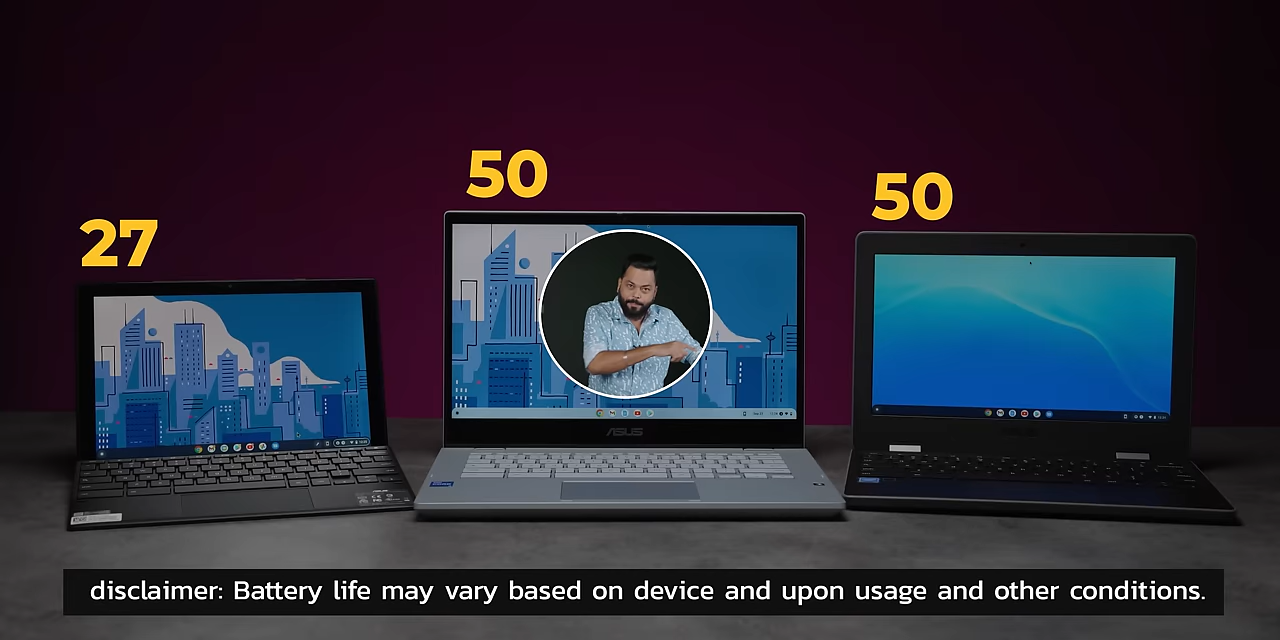 50
50
27
ASUS
disclaimer: Battery life may vary based on device and upon usage and other conditions.